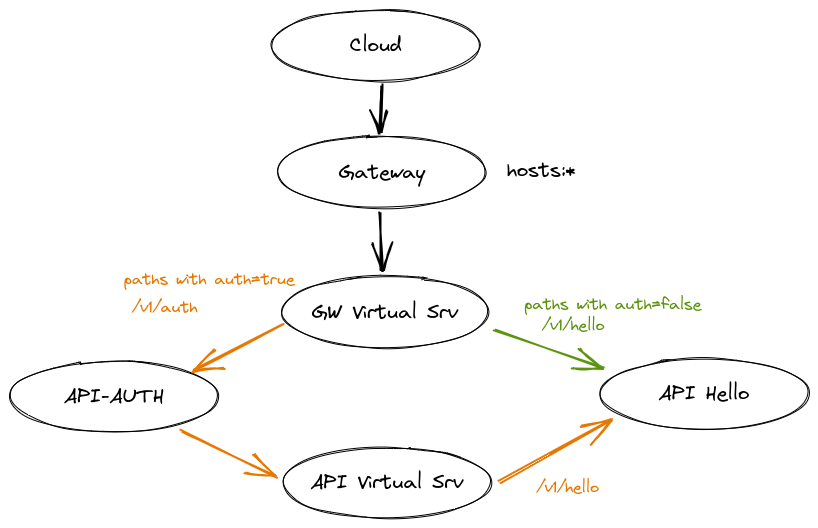 Cloud
Gateway
hosts:*
paths with auth=true
/v1/auth
GW Virtual Srv
paths with auth=false
/v1/hello
API-AUTH
API Hello
API Virtual Srv
/v1/hello